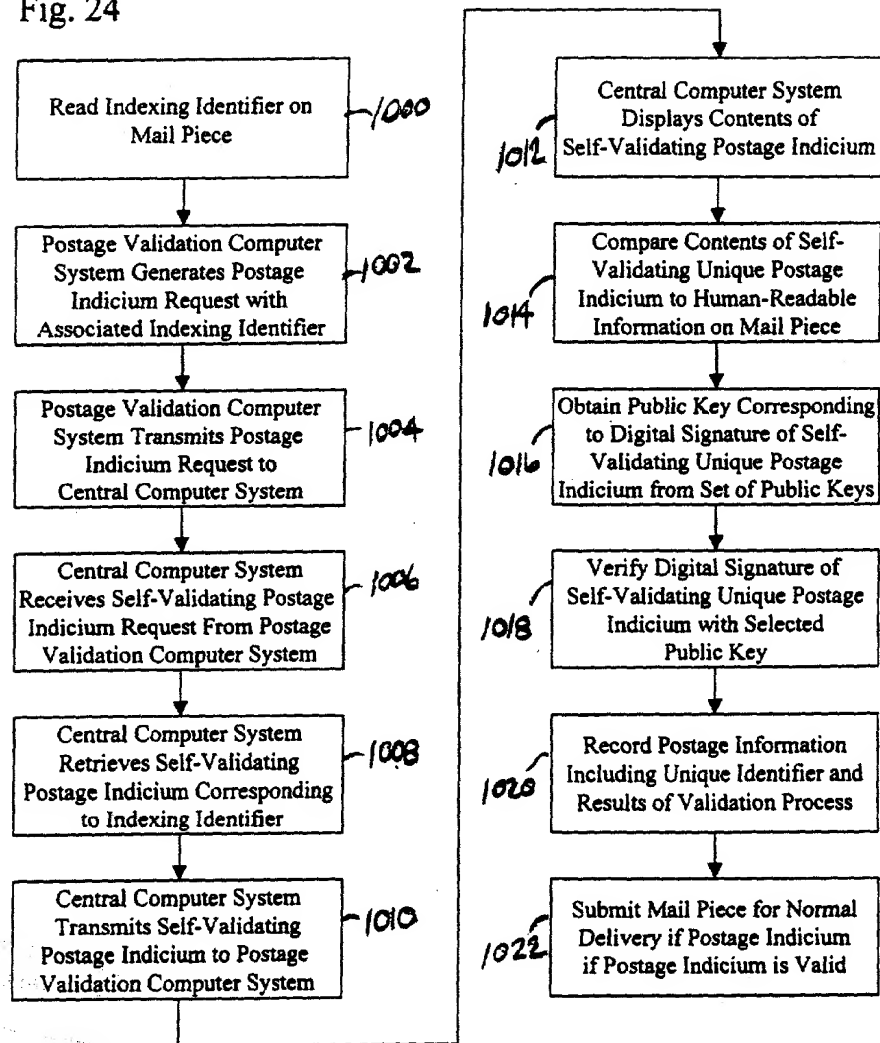 Fig. 24
Read Indexing Identifier on
Mail Piece
1000
Postage Validation Computer
System Generates Postage
Indicium Request with
Associated Indexing Identifier
1002
Postage Validation Computer
System Transmits Postage
Indicium Request to
Central Computer System
1004
Central Computer System
Receives Self-Validating Postage
Indicium Request From Postage
Validation Computer System
1006
Central Computer System
Retrieves Self-Validating
Postage Indicium Corresponding
to Indexing Identifier
1008
Central Computer System
Transmits Self-Validating
Postage Indicium to Postage
Validation Computer System
1010
Central Computer System
Displays Contents of
Self-Validating Postage Indicium
1012
Compare Contents of Self-
Validating Unique Postage
Indicium to Human-Readable
Information on Mail Piece
1014
Obtain Public Key Corresponding
to Digital Signature of Self-
Validating Unique Postage
Indicium from Set of Public Keys
1016
Verify Digital Signature of
Self-Validating Unique Postage
Indicium with Selected
Public Key
1018
Record Postage Information
Including Unique Identifier and
Results of Validation Process
1020
Submit Mail Piece for Normal
Delivery if Postage Indicium
if Postage Indicium is Valid
1022